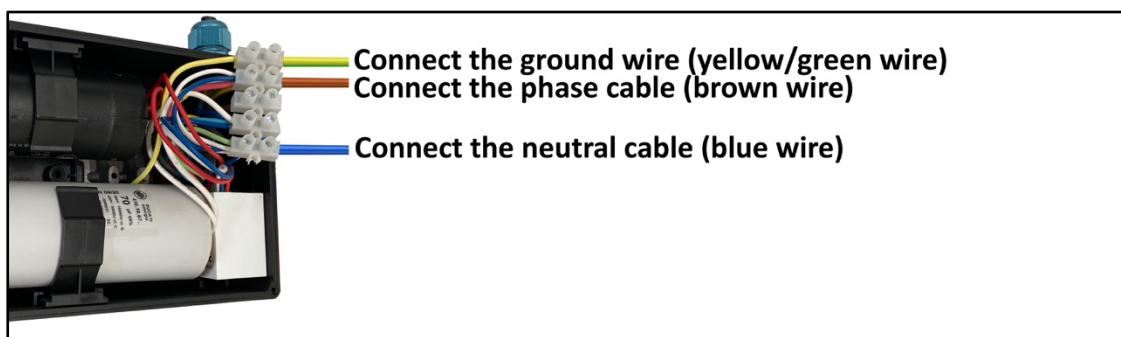 Connect the ground wire (yellow/green wire)
Connect the phase cable (brown wire)
Connect the neutral cable (blue wire)
70